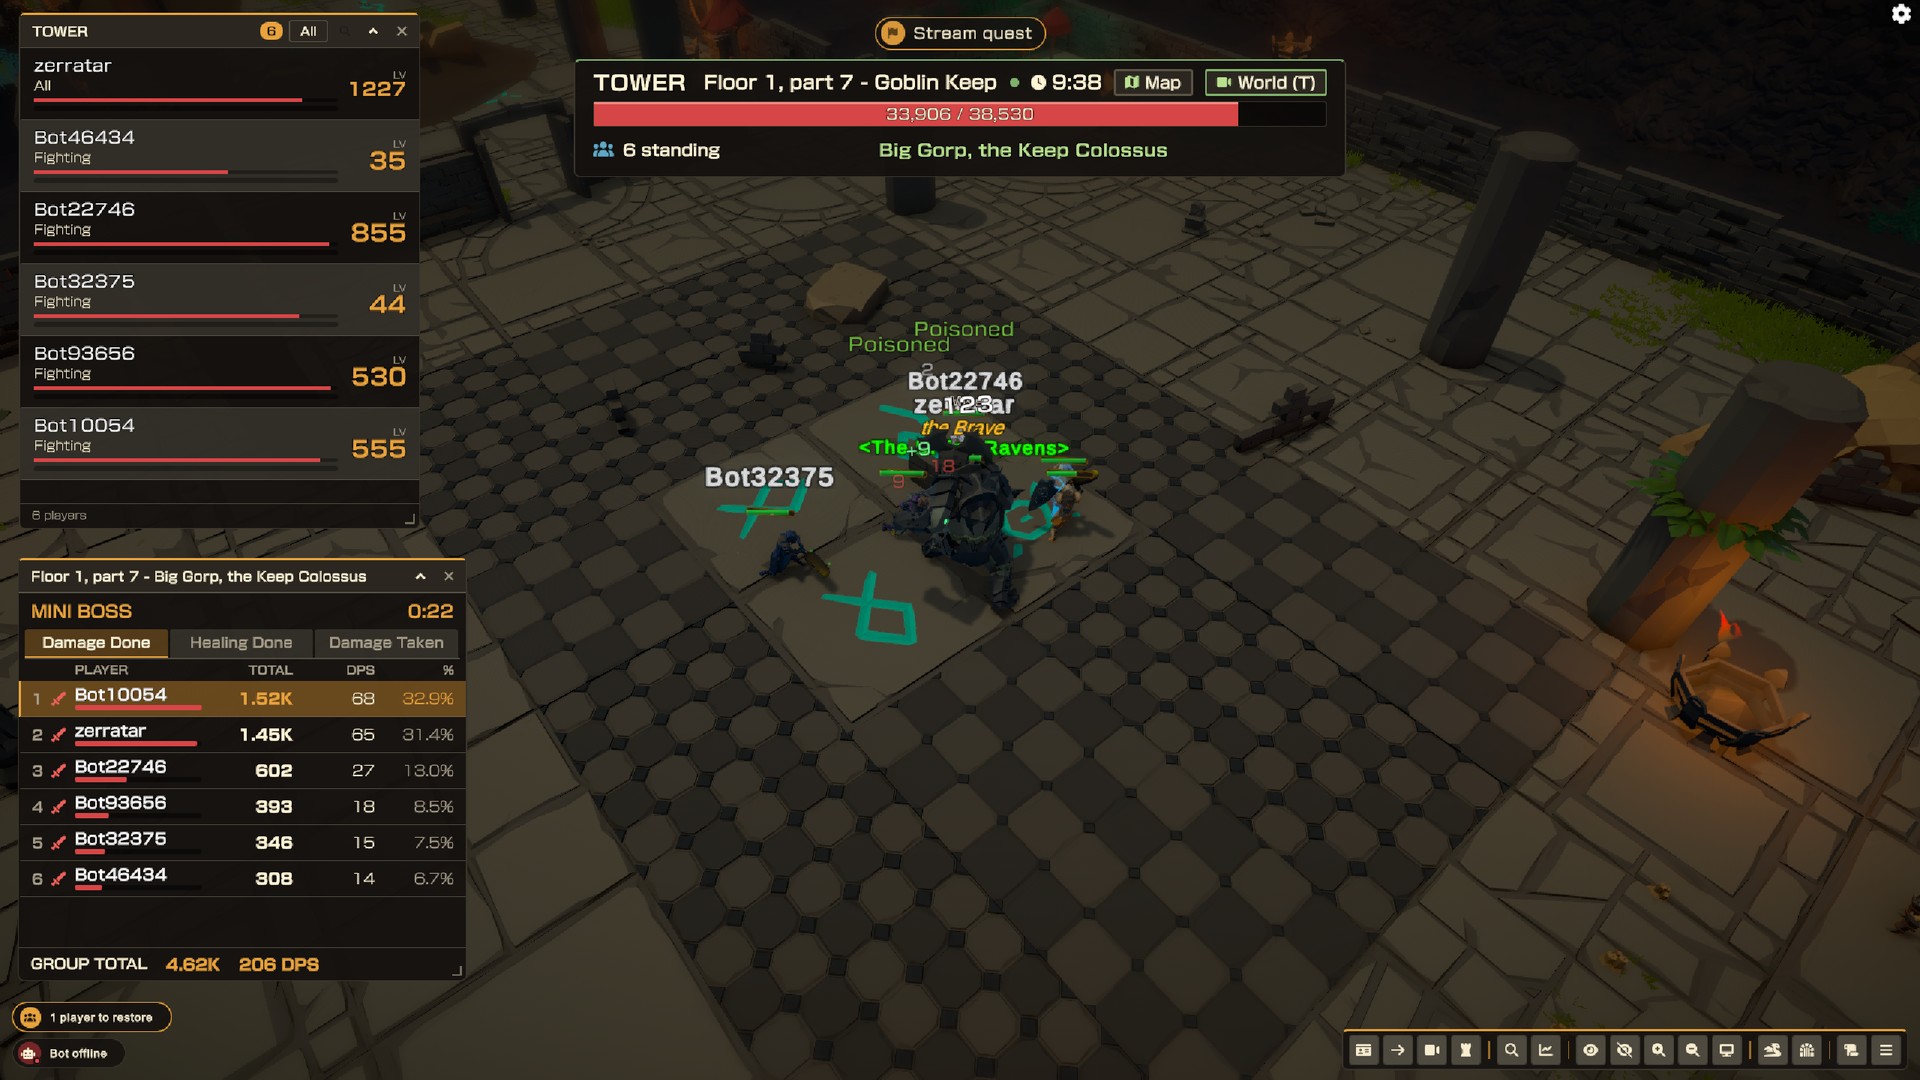 TOWER
6
All
zerratar
All
LV
1227
Bot46434
Fighting
LV
35
Bot22746
Fighting
LV
855
Bot32375
Fighting
LV
44
Bot93656
Fighting
LV
530
Bot10054
Fighting
LV
555
6 players
Stream quest
TOWER Floor 1, part 7 - Goblin Keep 9:38 Map World (T)
33,906 / 38,530
6 standing Big Gorp, the Keep Colossus
Poisoned
Poisoned
2
Bot22746
123
the Brave
<The Ravens>
+9
18
9
Bot32375
Floor 1, part 7 - Big Gorp, the Keep Colossus
MINI BOSS 0:22
Damage Done Healing Done Damage Taken
PLAYER TOTAL DPS %
1 Bot10054 1.52K 68 32.9%
2 zerratar 1.45K 65 31.4%
3 Bot22746 602 27 13.0%
4 Bot93656 393 18 8.5%
5 Bot32375 346 15 7.5%
6 Bot46434 308 14 6.7%
GROUP TOTAL 4.62K 206 DPS
1 player to restore
Bot offline